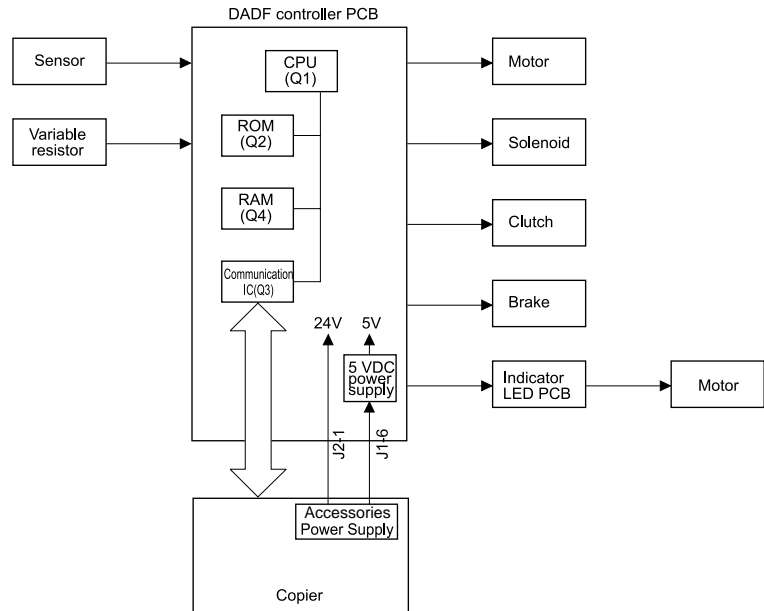 DADF controller PCB
Sensor
CPU
(Q1)
Motor
Variable
resistor
ROM
(Q2)
Solenoid
RAM
(Q4)
Clutch
Communication
IC(Q3)
Brake
24V
5V
5 VDC
power
supply
Indicator
LED PCB
Motor
J2-1
J1-6
Accessories
Power Supply
Copier